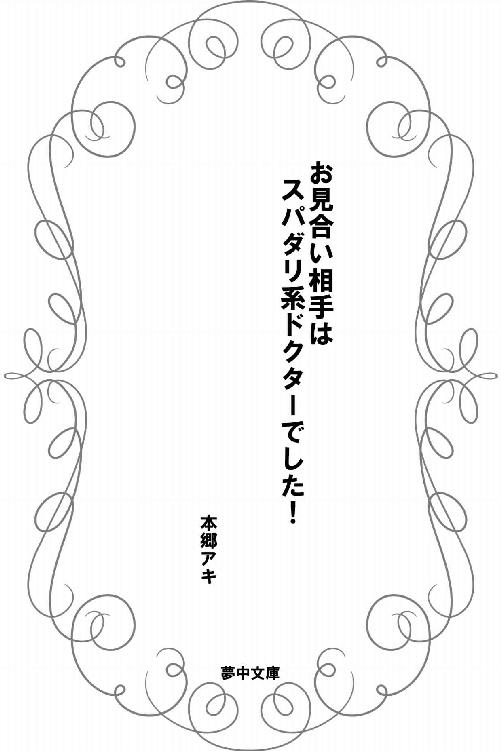 お見合い相手は
スパダリ系ドクターでした！
本郷アキ
夢中文庫